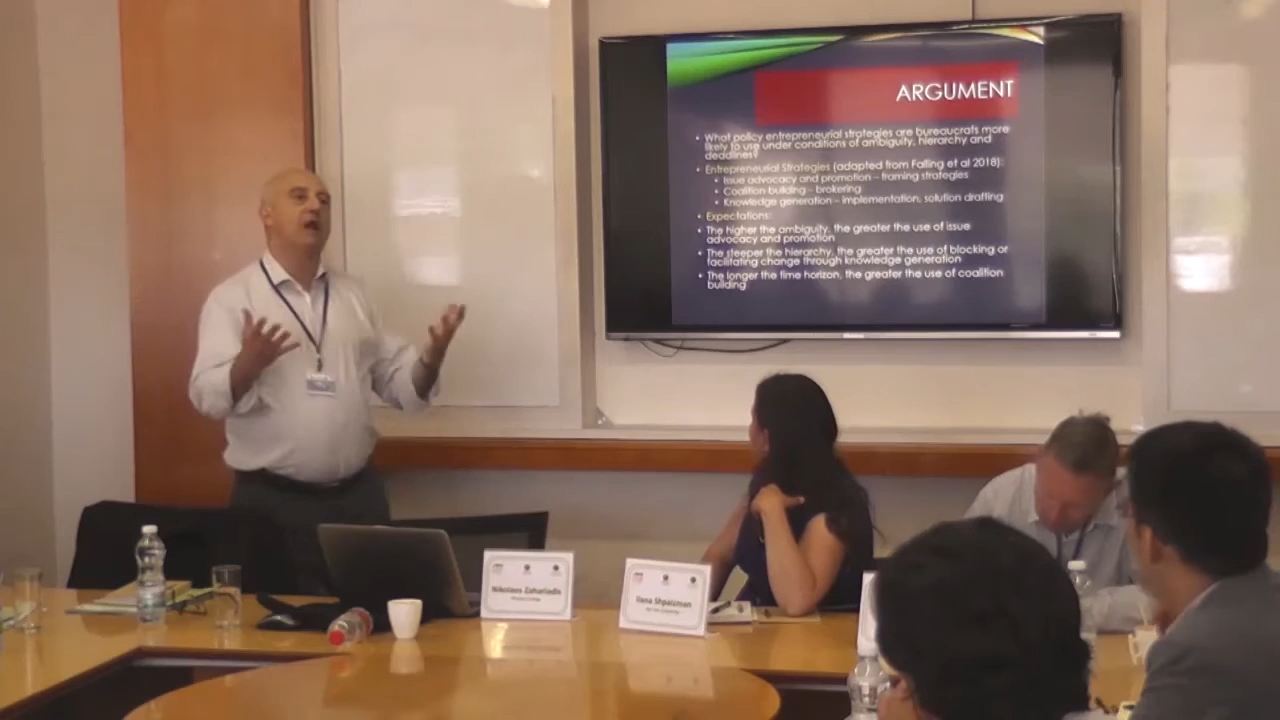 ARGUMENT
• What policy entrepreneurial strategies are bureaucrats more
likely to use under conditions of ambiguity, hierarchy and
deadlines?
• Entrepreneurial Strategies (adapted from Falling et al 2018):
• Issue advocacy and promotion – framing strategies
• Coalition building – brokering
• Knowledge generation – implementation, solution drafting
• Expectations:
• The higher the ambiguity, the greater the use of issue
advocacy and promotion
• The steeper the hierarchy, the greater the use of blocking or
facilitating change through knowledge generation
• The longer the time horizon, the greater the use of coalition
building
Nikolaos Zahariadis
Ilana Shpaizman